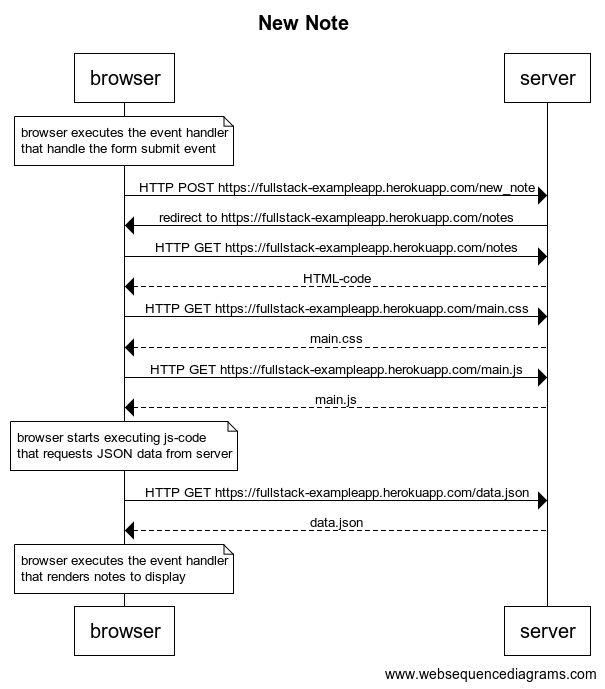 New Note
browser
server
browser executes the event handler
that handle the form submit event
HTTP POST https://fullstack-exampleapp.herokuapp.com/new_note
redirect to https://fullstack-exampleapp.herokuapp.com/notes
HTTP GET https://fullstack-exampleapp.herokuapp.com/notes
HTML-code
HTTP GET https://fullstack-exampleapp.herokuapp.com/main.css
main.css
HTTP GET https://fullstack-exampleapp.herokuapp.com/main.js
main.js
browser starts executing js-code
that requests JSON data from server
HTTP GET https://fullstack-exampleapp.herokuapp.com/data.json
data.json
browser executes the event handler
that renders notes to display
browser
server
www.websequencediagrams.com